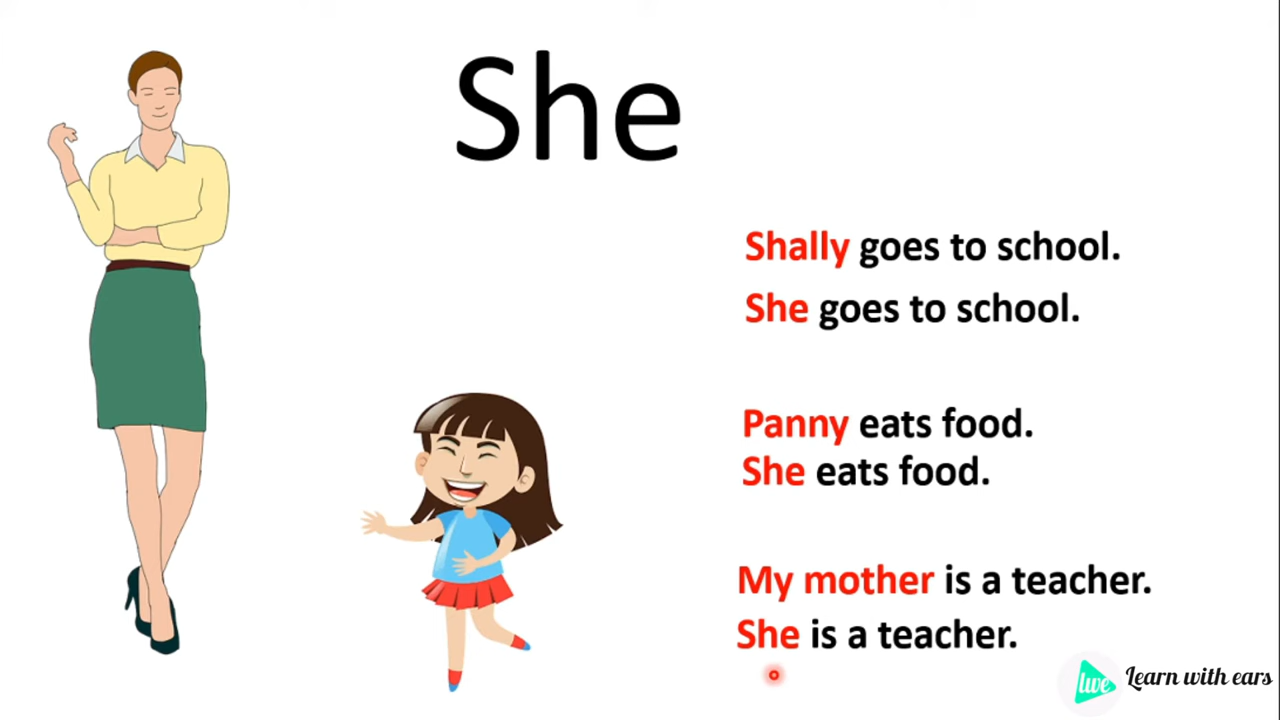 She
Shally goes to school.
She goes to school.
Panny eats food.
She eats food.
My mother is a teacher.
She is a teacher.
live
Learn with ears